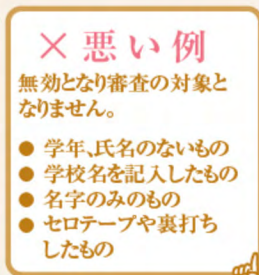 × 悪い例
無効となり審査の対象と
なりません。
● 学年、氏名のないもの
● 学校名を記入したもの
● 名字のみのもの
● セロテープや裏打ち
したもの